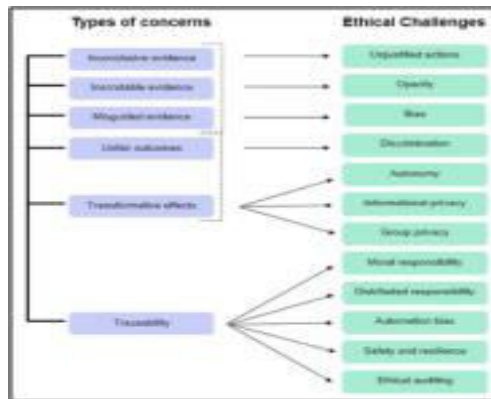 Types of concerns
Ethical Challenges
Inconclusive evidence
Unjustified actions
Inscrutable evidence
Opacity
Misguided evidence
Bias
Unfair outcomes
Discrimination
Autonomy
Transformative effects
Informational privacy
Group privacy
Moral responsibility
Distributed responsibility
Traceability
Automation bias
Safety and resilience
Ethical auditing